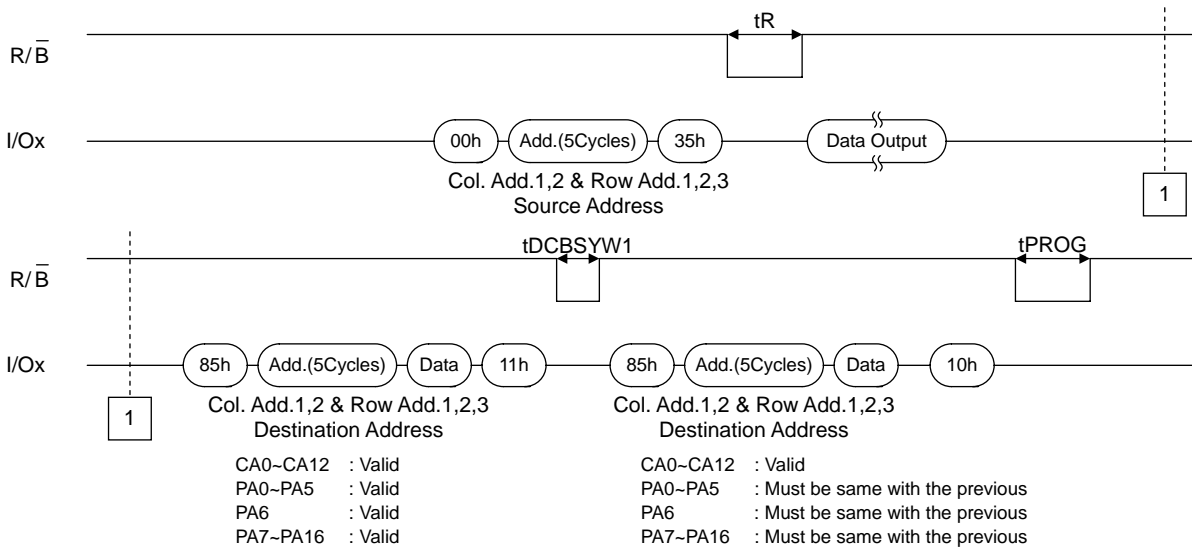 tR
R/B̅
I/Ox
00h Add.(5Cycles) 35h Data Output
Col. Add.1,2 & Row Add.1,2,3
Source Address
1
tDCBSYW1 tPROG
R/B̅
I/Ox
85h Add.(5Cycles) Data 11h 85h Add.(5Cycles) Data 10h
1
Col. Add.1,2 & Row Add.1,2,3 Col. Add.1,2 & Row Add.1,2,3
Destination Address Destination Address
CA0~CA12 : Valid CA0~CA12 : Valid
PA0~PA5 : Valid PA0~PA5 : Must be same with the previous
PA6 : Valid PA6 : Must be same with the previous
PA7~PA16 : Valid PA7~PA16 : Must be same with the previous